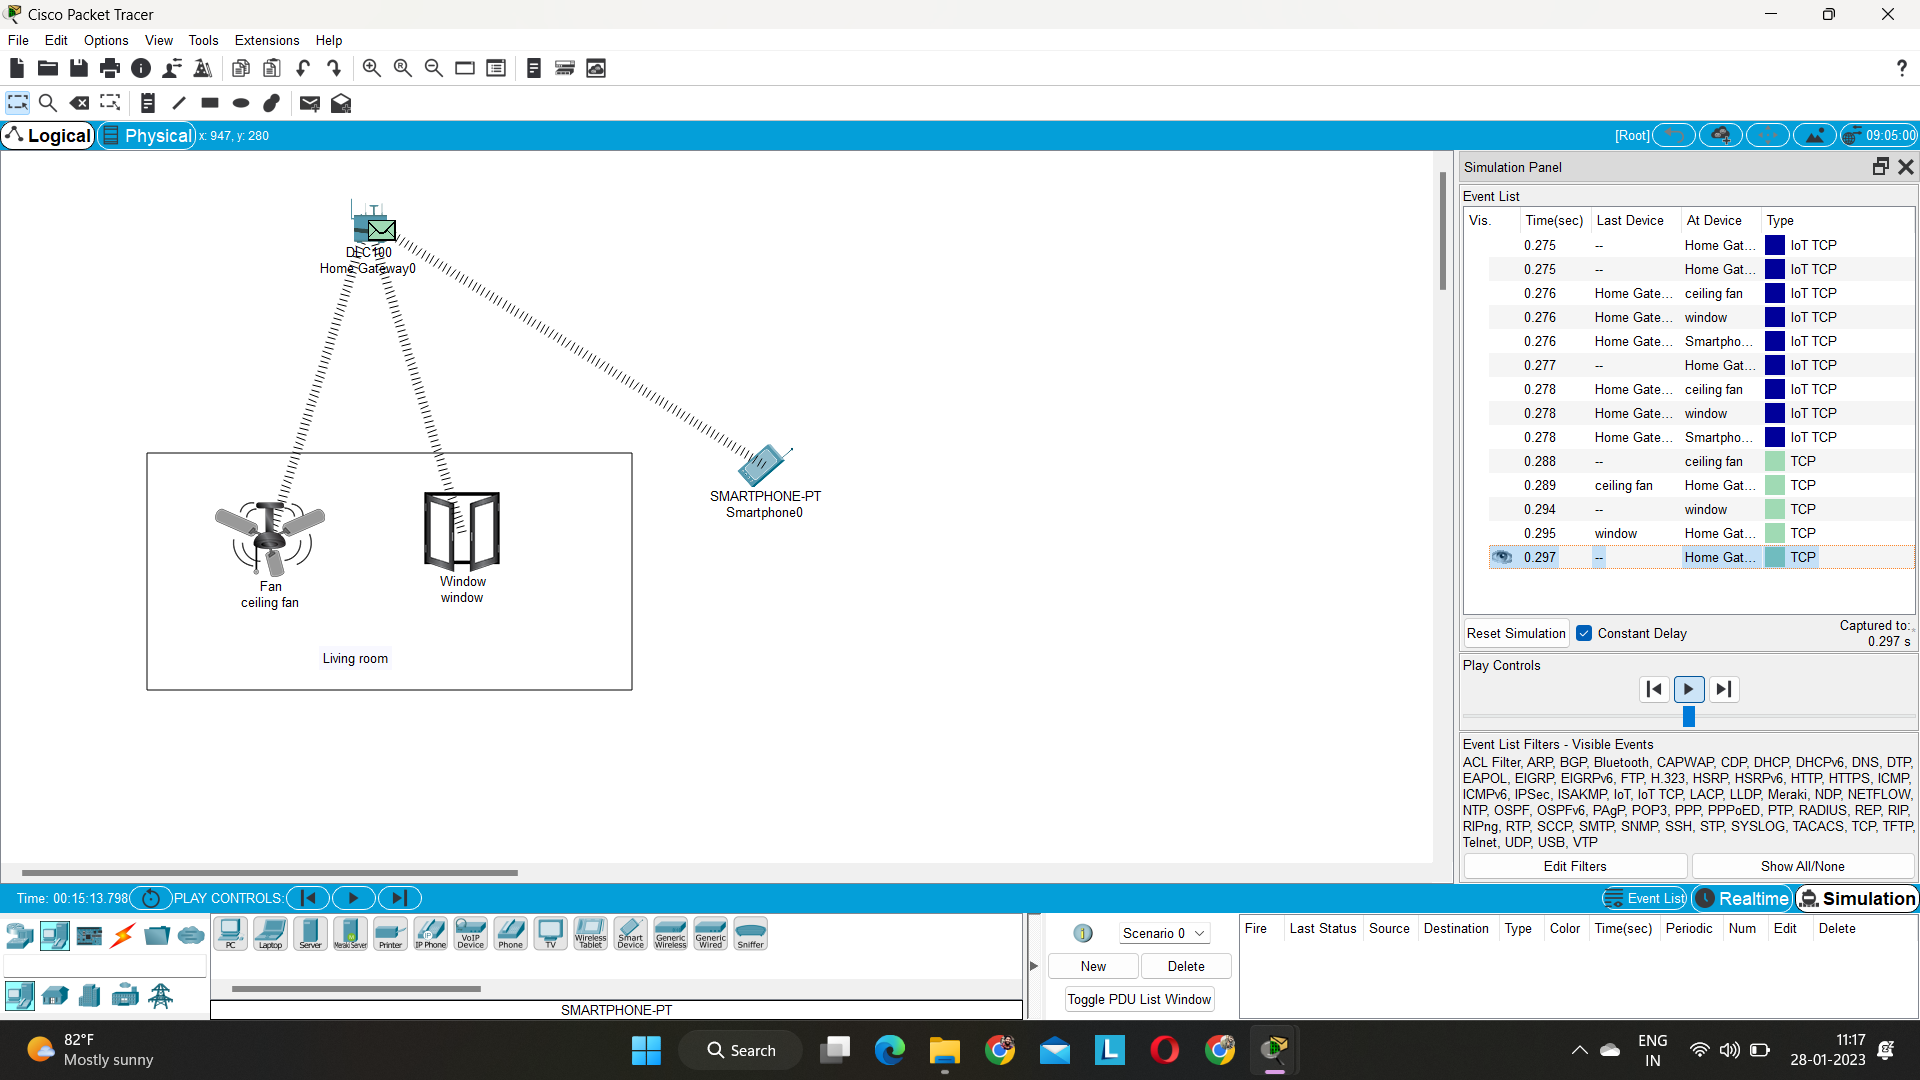 Cisco Packet Tracer
File Edit Options View Tools Extensions Help
Logical Physical x: 947, y: 280 [Root] 09:05:00
DLC100
Home Gateway0
SMARTPHONE-PT
Smartphone0
Fan
ceiling fan
Window
window
Living room
Simulation Panel
Event List
Vis. Time(sec) Last Device At Device Type
0.275 -- Home Gat... IoT TCP
0.275 -- Home Gat... IoT TCP
0.276 Home Gate... ceiling fan IoT TCP
0.276 Home Gate... window IoT TCP
0.276 Home Gate... Smartpho... IoT TCP
0.277 -- Home Gat... IoT TCP
0.278 Home Gate... ceiling fan IoT TCP
0.278 Home Gate... window IoT TCP
0.278 Home Gate... Smartpho... IoT TCP
0.288 -- ceiling fan TCP
0.289 ceiling fan Home Gat... TCP
0.294 -- window TCP
0.295 window Home Gat... TCP
0.297 -- Home Gat... TCP
Reset Simulation Constant Delay Captured to:
0.297 s
Play Controls
Event List Filters - Visible Events
ACL Filter, ARP, BGP, Bluetooth, CAPWAP, CDP, DHCP, DHCPv6, DNS, DTP,
EAPOL, EIGRP, EIGRPv6, FTP, H.323, HSRP, HSRPv6, HTTP, HTTPS, ICMP,
ICMPv6, IPSec, ISAKMP, IoT, IoT TCP, LACP, LLDP, Meraki, NDP, NETFLOW,
NTP, OSPF, OSPFv6, PAgP, POP3, PPP, PPPoED, PTP, RADIUS, REP, RIP,
RIPng, RTP, SCCP, SMTP, SNMP, SSH, STP, SYSLOG, TACACS, TCP, TFTP,
Telnet, UDP, USB, VTP
Edit Filters Show All/None
Time: 00:15:13.798 PLAY CONTROLS: Event List Realtime Simulation
PC Laptop Server Meraki Server Printer IP Phone VoIP Device Phone TV Wireless Tablet Smart Device Generic Wireless Generic Wired Sniffer
SMARTPHONE-PT
Scenario 0
New Delete
Toggle PDU List Window
Fire Last Status Source Destination Type Color Time(sec) Periodic Num Edit Delete
82°F
Mostly sunny
Search
ENG
IN
11:17
28-01-2023